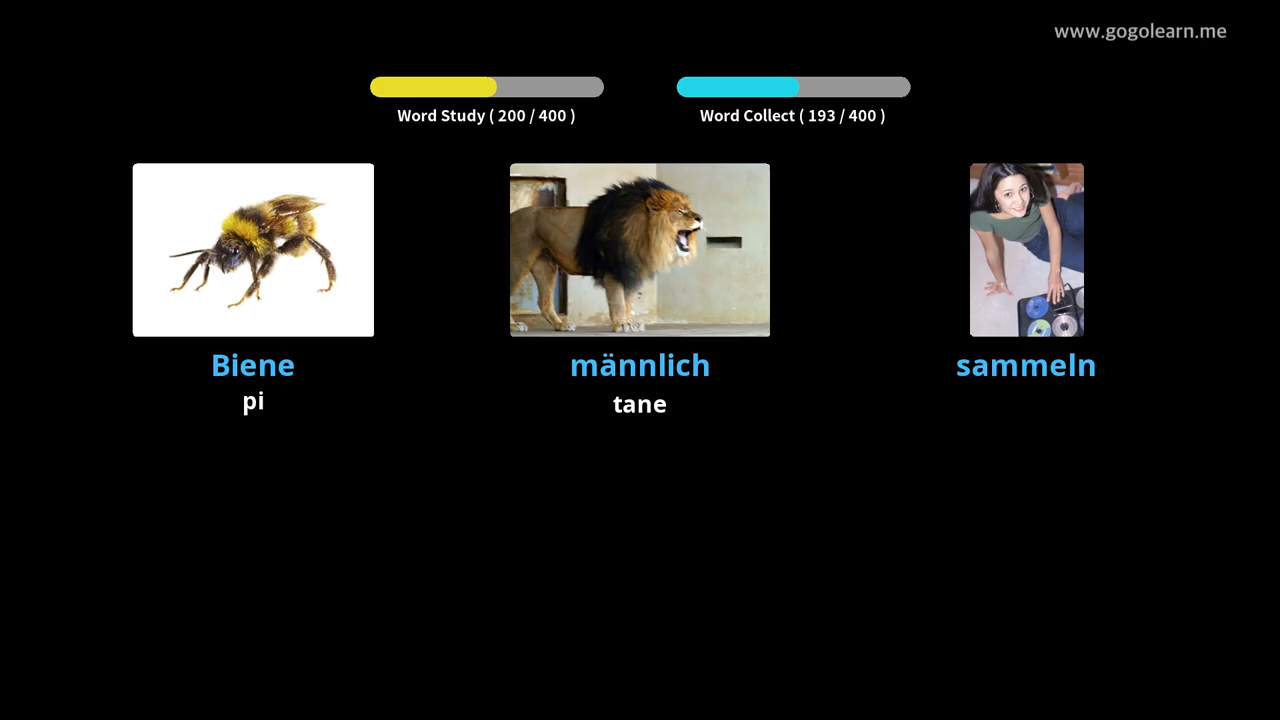 www.gogolearn.me
Word Study ( 200 / 400 )
Word Collect ( 193 / 400 )
Biene
pi
männlich
tane
sammeln